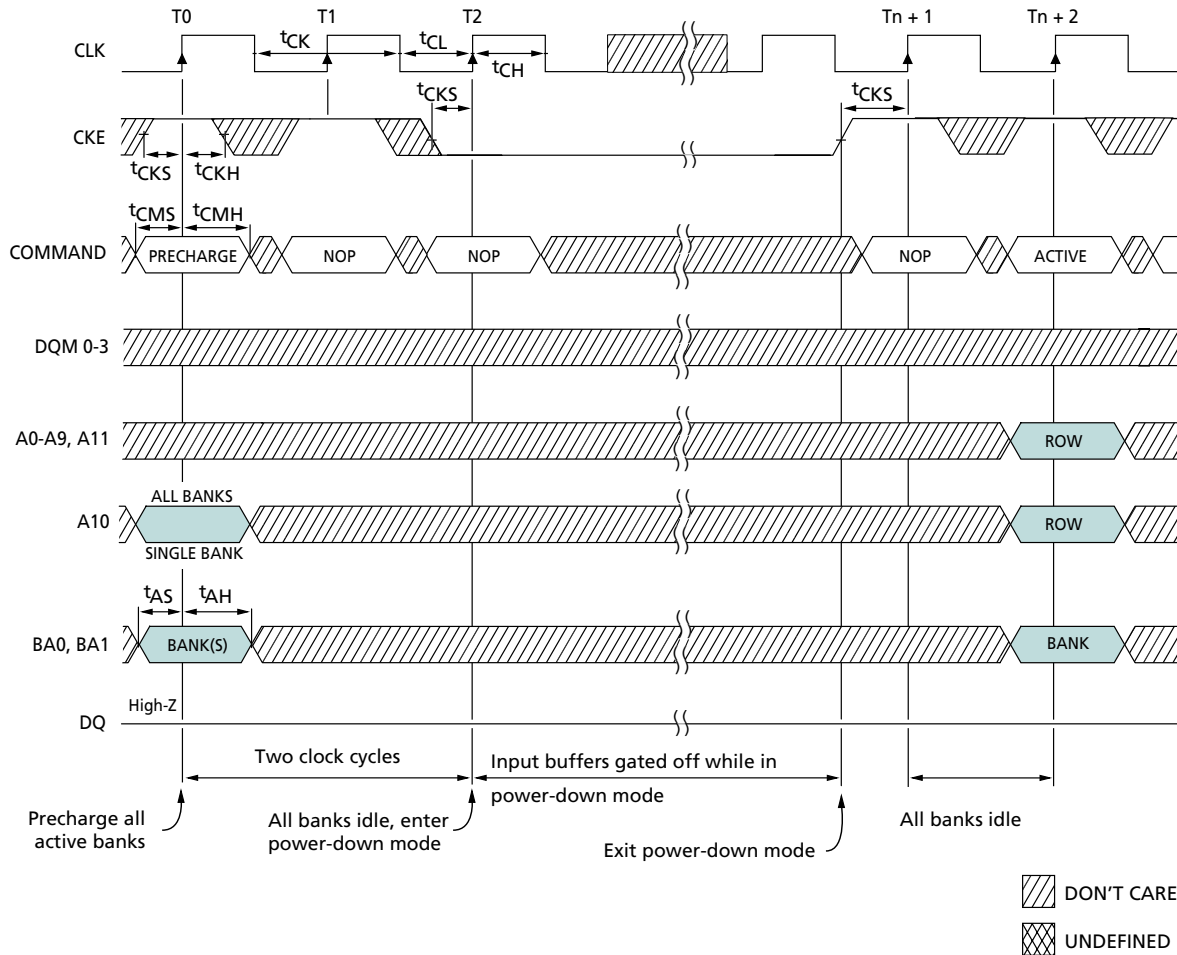 T0 T1 T2 Tn + 1 Tn + 2
CLK tCK tCL
tCH
tCKS tCKS
CKE
tCKS tCKH
tCMS tCMH
COMMAND PRECHARGE NOP NOP NOP ACTIVE
DQM 0-3
A0-A9, A11 ROW
ALL BANKS
A10 ROW
SINGLE BANK
tAS tAH
BA0, BA1 BANK(S) BANK
High-Z
DQ
Two clock cycles
Input buffers gated off while in
power-down mode
Precharge all
active banks
All banks idle, enter
power-down mode
Exit power-down mode
All banks idle
DON'T CARE
UNDEFINED